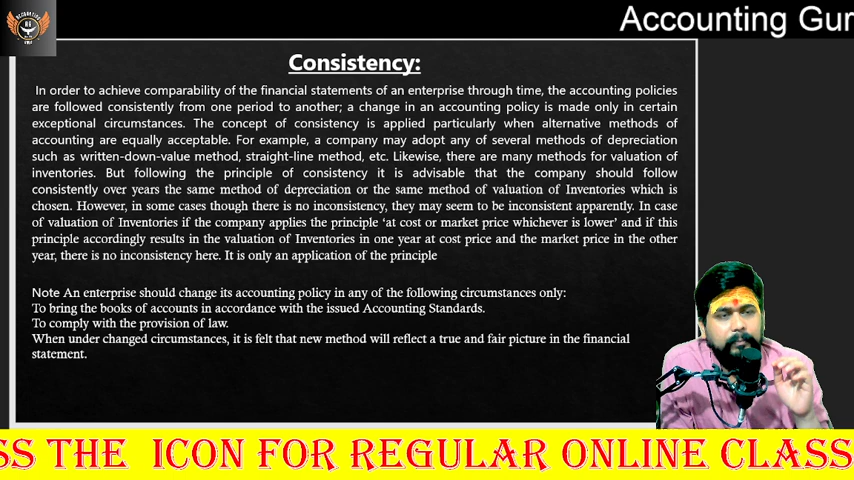 Accounting Gur
Consistency:
In order to achieve comparability of the financial statements of an enterprise through time, the accounting policies
are followed consistently from one period to another; a change in an accounting policy is made only in certain
exceptional circumstances. The concept of consistency is applied particularly when alternative methods of
accounting are equally acceptable. For example, a company may adopt any of several methods of depreciation
such as written-down-value method, straight-line method, etc. Likewise, there are many methods for valuation of
inventories. But following the principle of consistency it is advisable that the company should follow
consistently over years the same method of depreciation or the same method of valuation of Inventories which is
chosen. However, in some cases though there is no inconsistency, they may seem to be inconsistent apparently. In case
of valuation of Inventories if the company applies the principle ‘at cost or market price whichever is lower’ and if this
principle accordingly results in the valuation of Inventories in one year at cost price and the market price in the other
year, there is no inconsistency here. It is only an application of the principle
Note An enterprise should change its accounting policy in any of the following circumstances only:
To bring the books of accounts in accordance with the issued Accounting Standards.
To comply with the provision of law.
When under changed circumstances, it is felt that new method will reflect a true and fair picture in the financial
statement.
SS THE ICON FOR REGULAR ONLINE CLASS